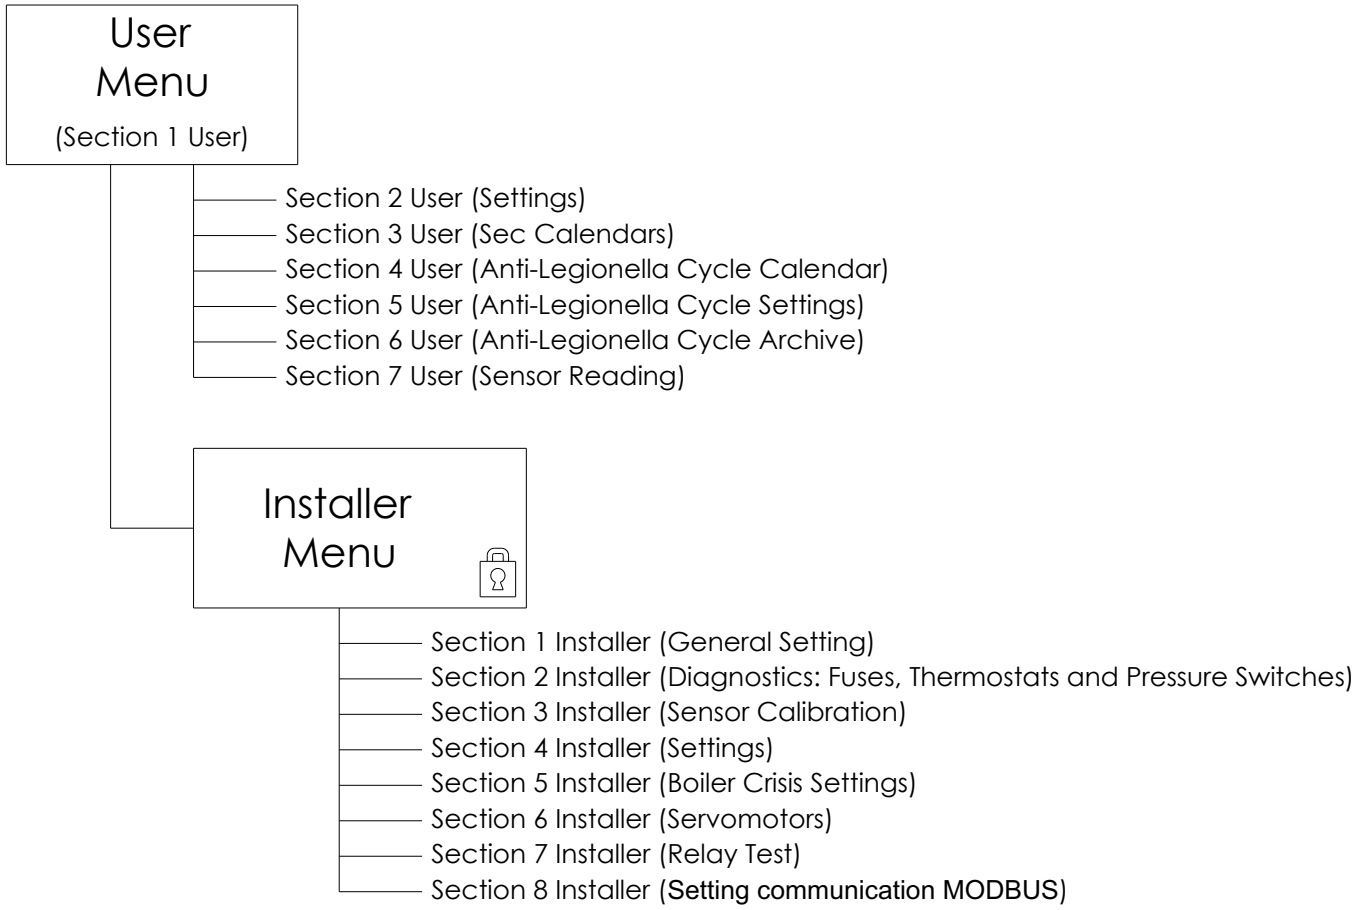 User
Menu
(Section 1 User)
Section 2 User (Settings)
Section 3 User (Sec Calendars)
Section 4 User (Anti-Legionella Cycle Calendar)
Section 5 User (Anti-Legionella Cycle Settings)
Section 6 User (Anti-Legionella Cycle Archive)
Section 7 User (Sensor Reading)
Installer
Menu
Section 1 Installer (General Setting)
Section 2 Installer (Diagnostics: Fuses, Thermostats and Pressure Switches)
Section 3 Installer (Sensor Calibration)
Section 4 Installer (Settings)
Section 5 Installer (Boiler Crisis Settings)
Section 6 Installer (Servomotors)
Section 7 Installer (Relay Test)
Section 8 Installer (Setting communication MODBUS)